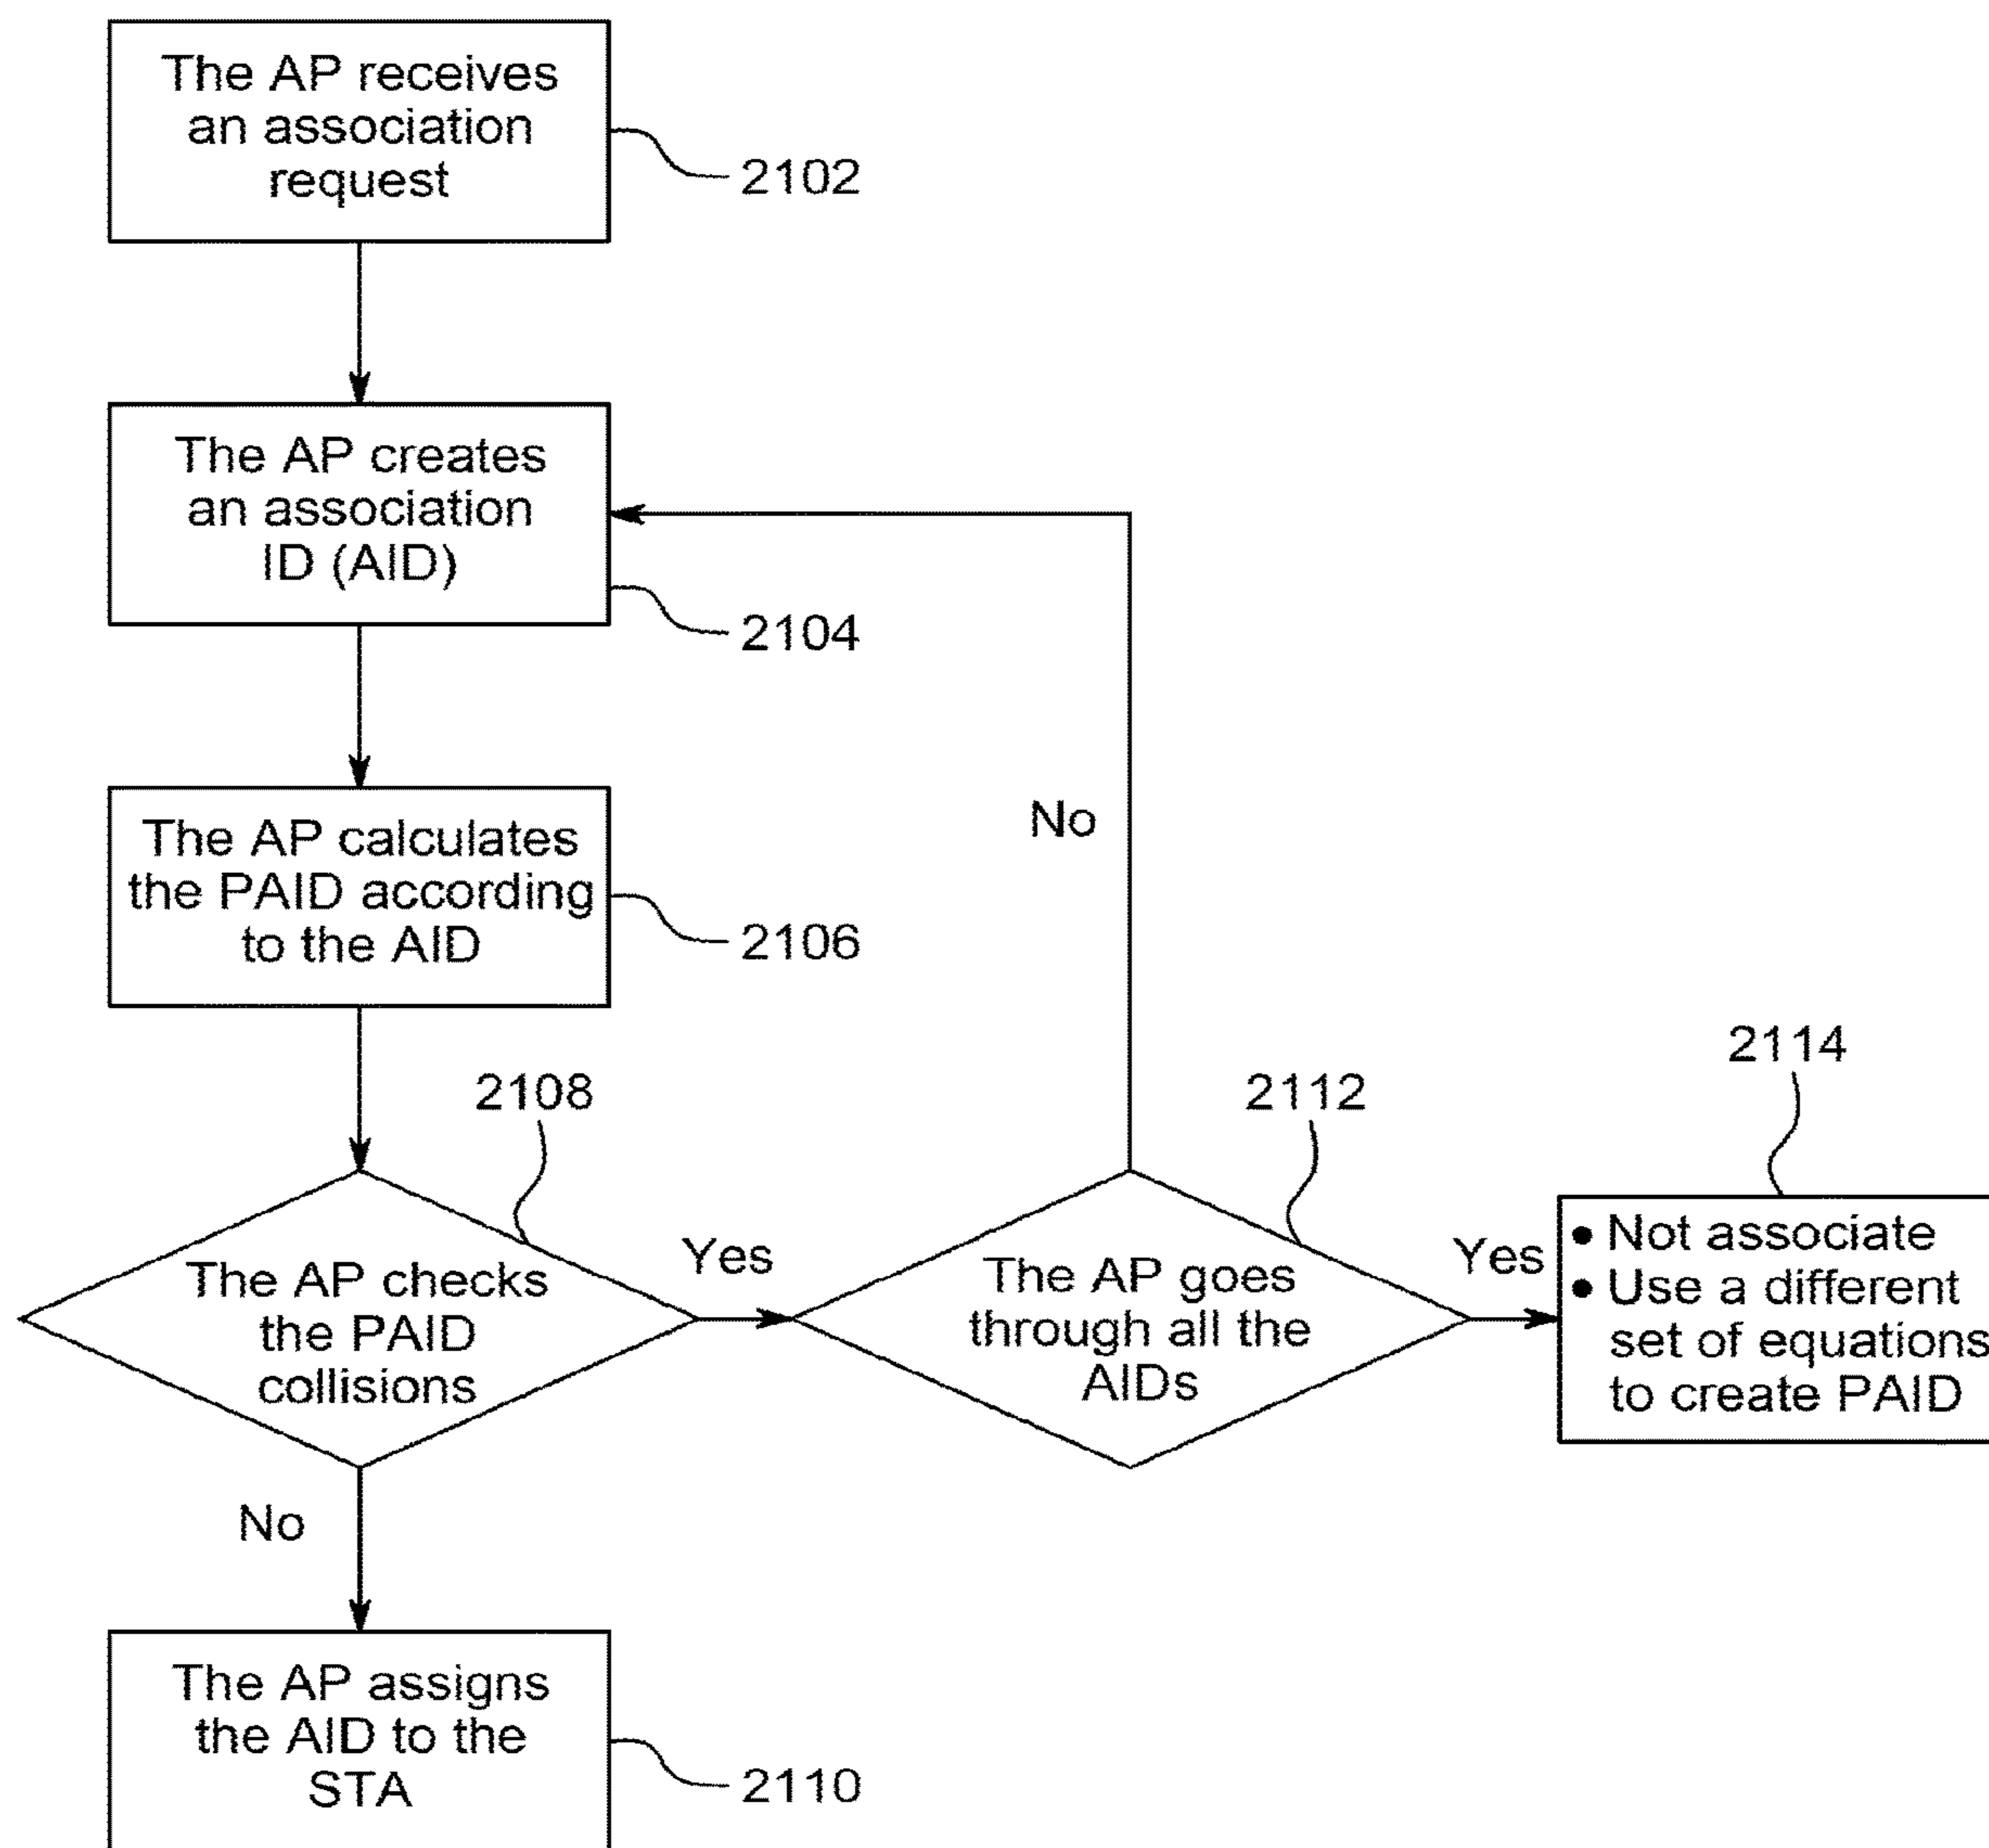 The AP receives
an association
request
2102
The AP creates
an association
ID (AID)
2104
The AP calculates
the PAID according
to the AID
2106
No
2108
The AP checks
the PAID
collisions
Yes
2112
The AP goes
through all the
AIDs
Yes
2114
• Not associate
• Use a different
set of equations
to create PAID
No
The AP assigns
the AID to the
STA
2110